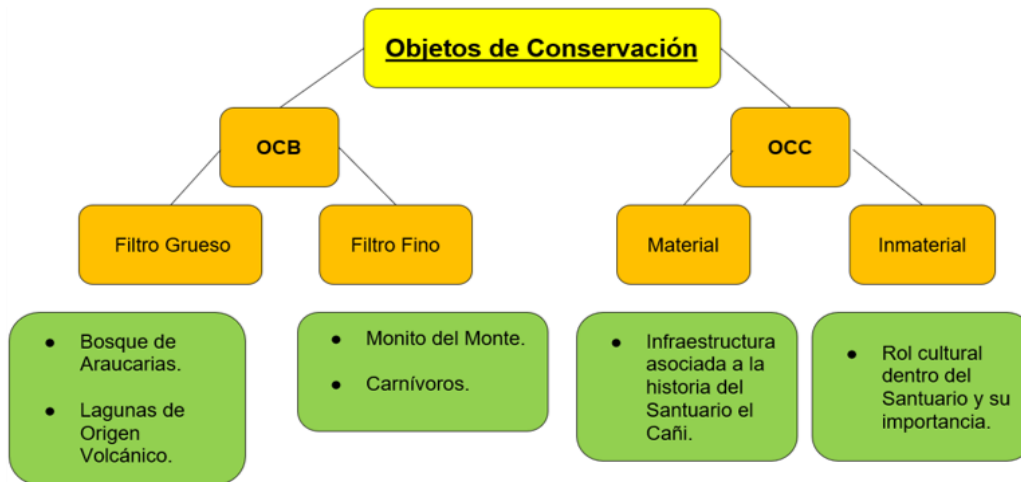 Objetos de Conservación
OCB
OCC
Filtro Grueso
Filtro Fino
Material
Inmaterial
● Bosque de
Araucarias.
● Lagunas de
Origen
Volcánico.
● Monito del Monte.
● Carnívoros.
● Infraestructura
asociada a la
historia del
Santuario el
Cañi.
● Rol cultural
dentro del
Santuario y su
importancia.